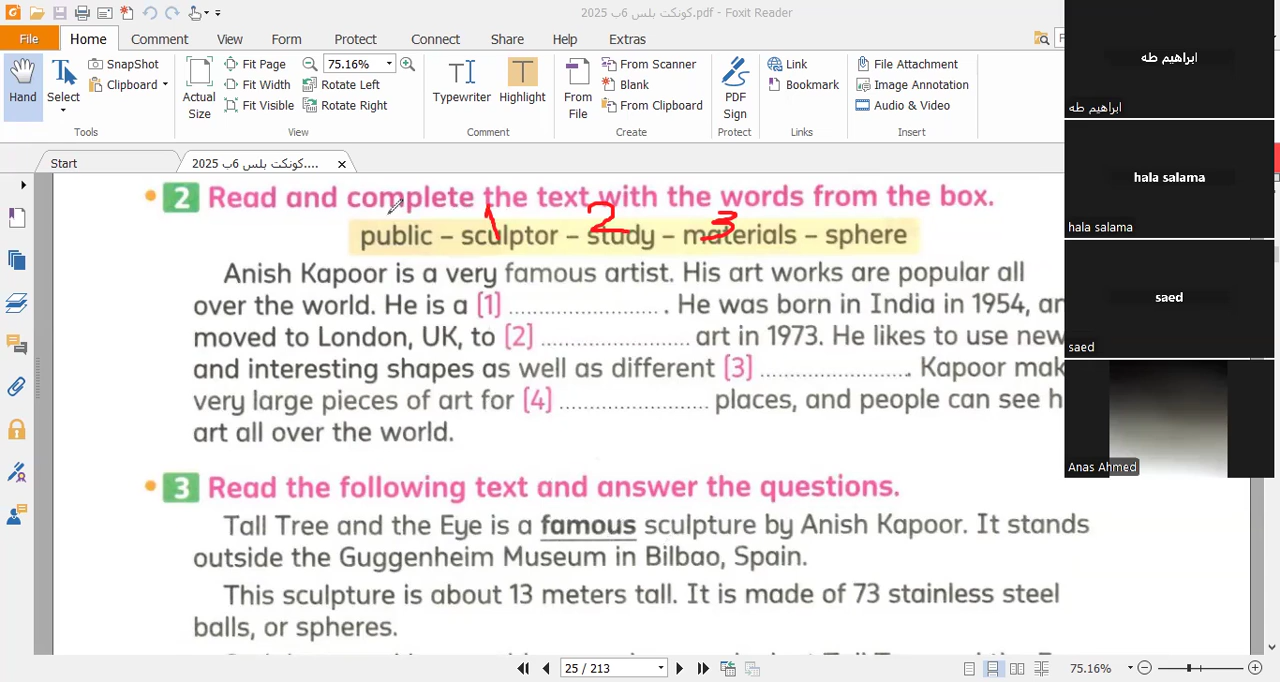 كونكت بلس 6ب 2025.pdf - Foxit Reader
File Home Comment View Form Protect Connect Share Help Extras
Hand
Select
SnapShot
Clipboard
Tools
Actual Size
Fit Page
Fit Width
Fit Visible
75.16%
Rotate Left
Rotate Right
View
Typewriter
Highlight
Comment
From File
From Scanner
Blank
From Clipboard
Create
PDF Sign
Protect
Link
Bookmark
Links
File Attachment
Image Annotation
Audio & Video
Insert
Start
كونكت بلس 6ب 2025....
2 Read and complete the text with the words from the box.
1 2 3
public – sculptor – study – materials – sphere
Anish Kapoor is a very famous artist. His art works are popular all
over the world. He is a (1) ............................ . He was born in India in 1954, an
moved to London, UK, to (2) ............................ art in 1973. He likes to use new
and interesting shapes as well as different (3) ............................. Kapoor mak
very large pieces of art for (4) ............................ places, and people can see h
art all over the world.
3 Read the following text and answer the questions.
Tall Tree and the Eye is a famous sculpture by Anish Kapoor. It stands
outside the Guggenheim Museum in Bilbao, Spain.
This sculpture is about 13 meters tall. It is made of 73 stainless steel
balls, or spheres.
25 / 213
75.16%
ابراهيم طه
ابراهيم طه
hala salama
hala salama
saed
saed
Anas Ahmed